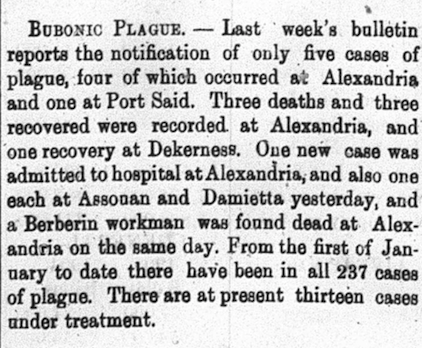 BUBONIC PLAGUE. — Last week's bulletin
reports the notification of only five cases of
plague, four of which occurred at Alexandria
and one at Port Said. Three deaths and three
recovered were recorded at Alexandria, and
one recovery at Dekerness. One new case was
admitted to hospital at Alexandria, and also one
each at Assouan and Damietta yesterday, and
a Berberin workman was found dead at Alex-
andria on the same day. From the first of Jan-
uary to date there have been in all 237 cases
of plague. There are at present thirteen cases
under treatment.